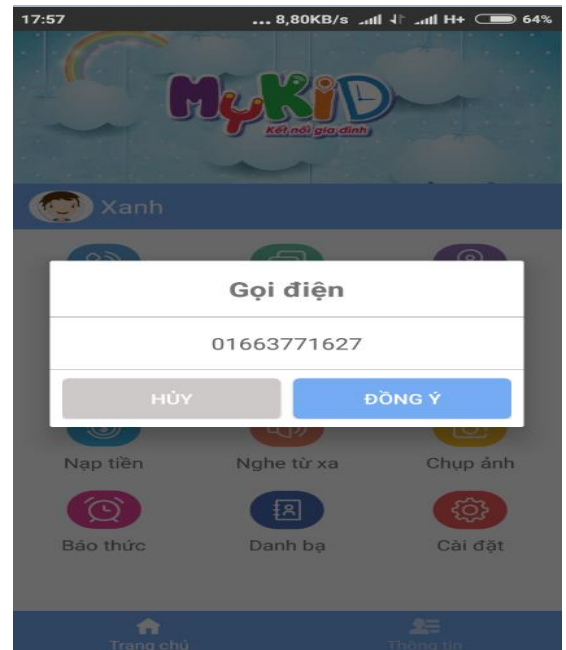 17:57 ... 8,80KB/s H+ 64%
MyKiD
Kết nối gia đình
Xanh
Gọi điện
01663771627
HỦY ĐỒNG Ý
Nạp tiền Nghe từ xa Chụp ảnh
Báo thức Danh bạ Cài đặt
Trang chủ Thông tin